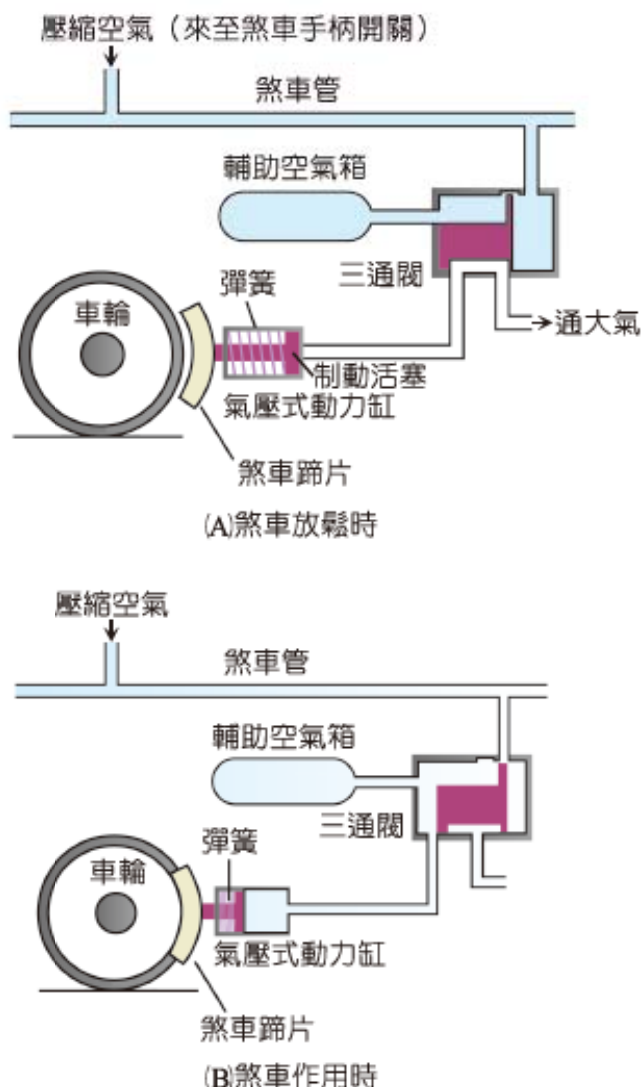 壓縮空氣（來至煞車手柄開關）
煞車管
輔助空氣箱
三通閥
彈簧
車輪
通大氣
制動活塞
氣壓式動力缸
煞車蹄片
(A)煞車放鬆時
壓縮空氣
煞車管
輔助空氣箱
三通閥
彈簧
車輪
氣壓式動力缸
煞車蹄片
(B)煞車作用時